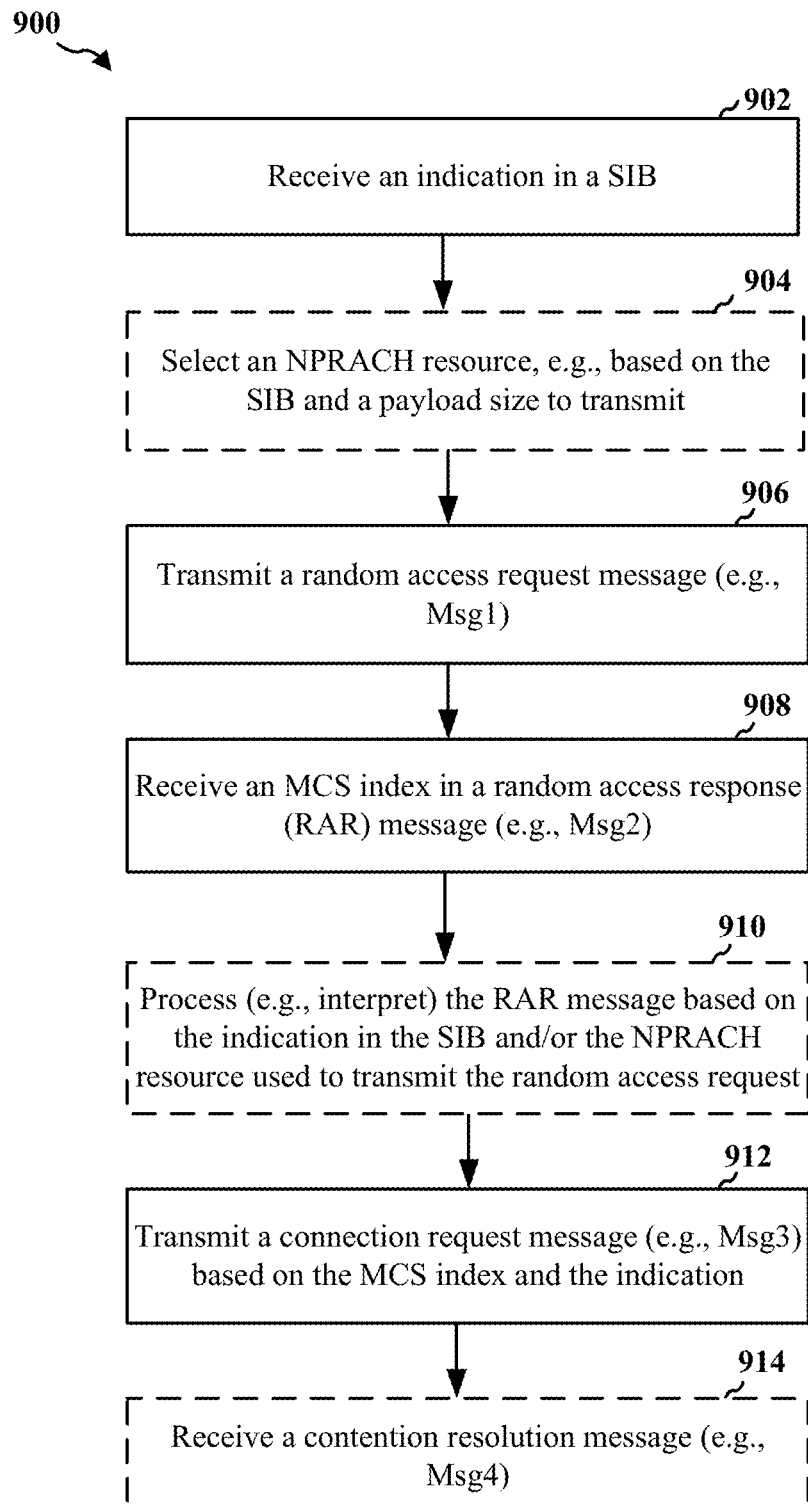 900
902
Receive an indication in a SIB
904
Select an NPRACH resource, e.g., based on the
SIB and a payload size to transmit
906
Transmit a random access request message (e.g.,
Msg1)
908
Receive an MCS index in a random access response
(RAR) message (e.g., Msg2)
910
Process (e.g., interpret) the RAR message based on
the indication in the SIB and/or the NPRACH
resource used to transmit the random access request
912
Transmit a connection request message (e.g., Msg3)
based on the MCS index and the indication
914
Receive a contention resolution message (e.g.,
Msg4)